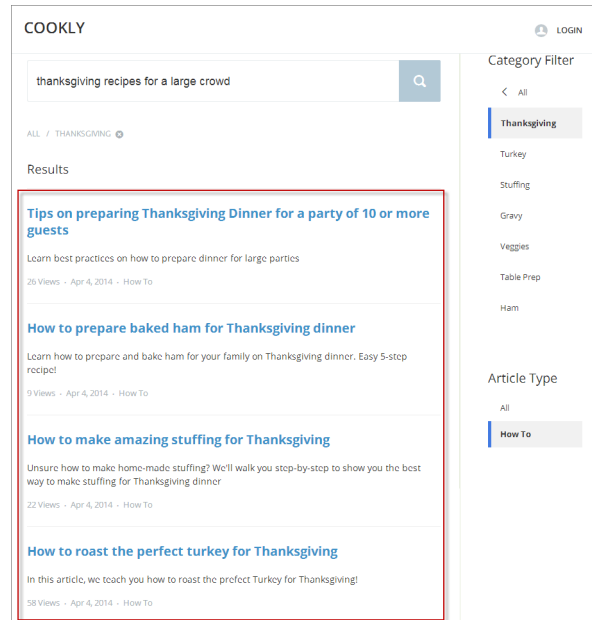 COOKLY
LOGIN
thanksgiving recipes for a large crowd
ALL / THANKSGIVING
Results
Tips on preparing Thanksgiving Dinner for a party of 10 or more
guests
Learn best practices on how to prepare dinner for large parties
26 Views - Apr 4, 2014 - How To
How to prepare baked ham for Thanksgiving dinner
Learn how to prepare and bake ham for your family on Thanksgiving dinner. Easy 5-step
recipe!
9 Views - Apr 4, 2014 - How To
How to make amazing stuffing for Thanksgiving
Unsure how to make home-made stuffing? We'll walk you step-by-step to show you the best
way to make stuffing for Thanksgiving dinner
22 Views - Apr 4, 2014 - How To
How to roast the perfect turkey for Thanksgiving
In this article, we teach you how to roast the prefect Turkey for Thanksgiving!
58 Views - Apr 4, 2014 - How To
Category Filter
All
Thanksgiving
Turkey
Stuffing
Gravy
Veggies
Table Prep
Ham
Article Type
All
How To